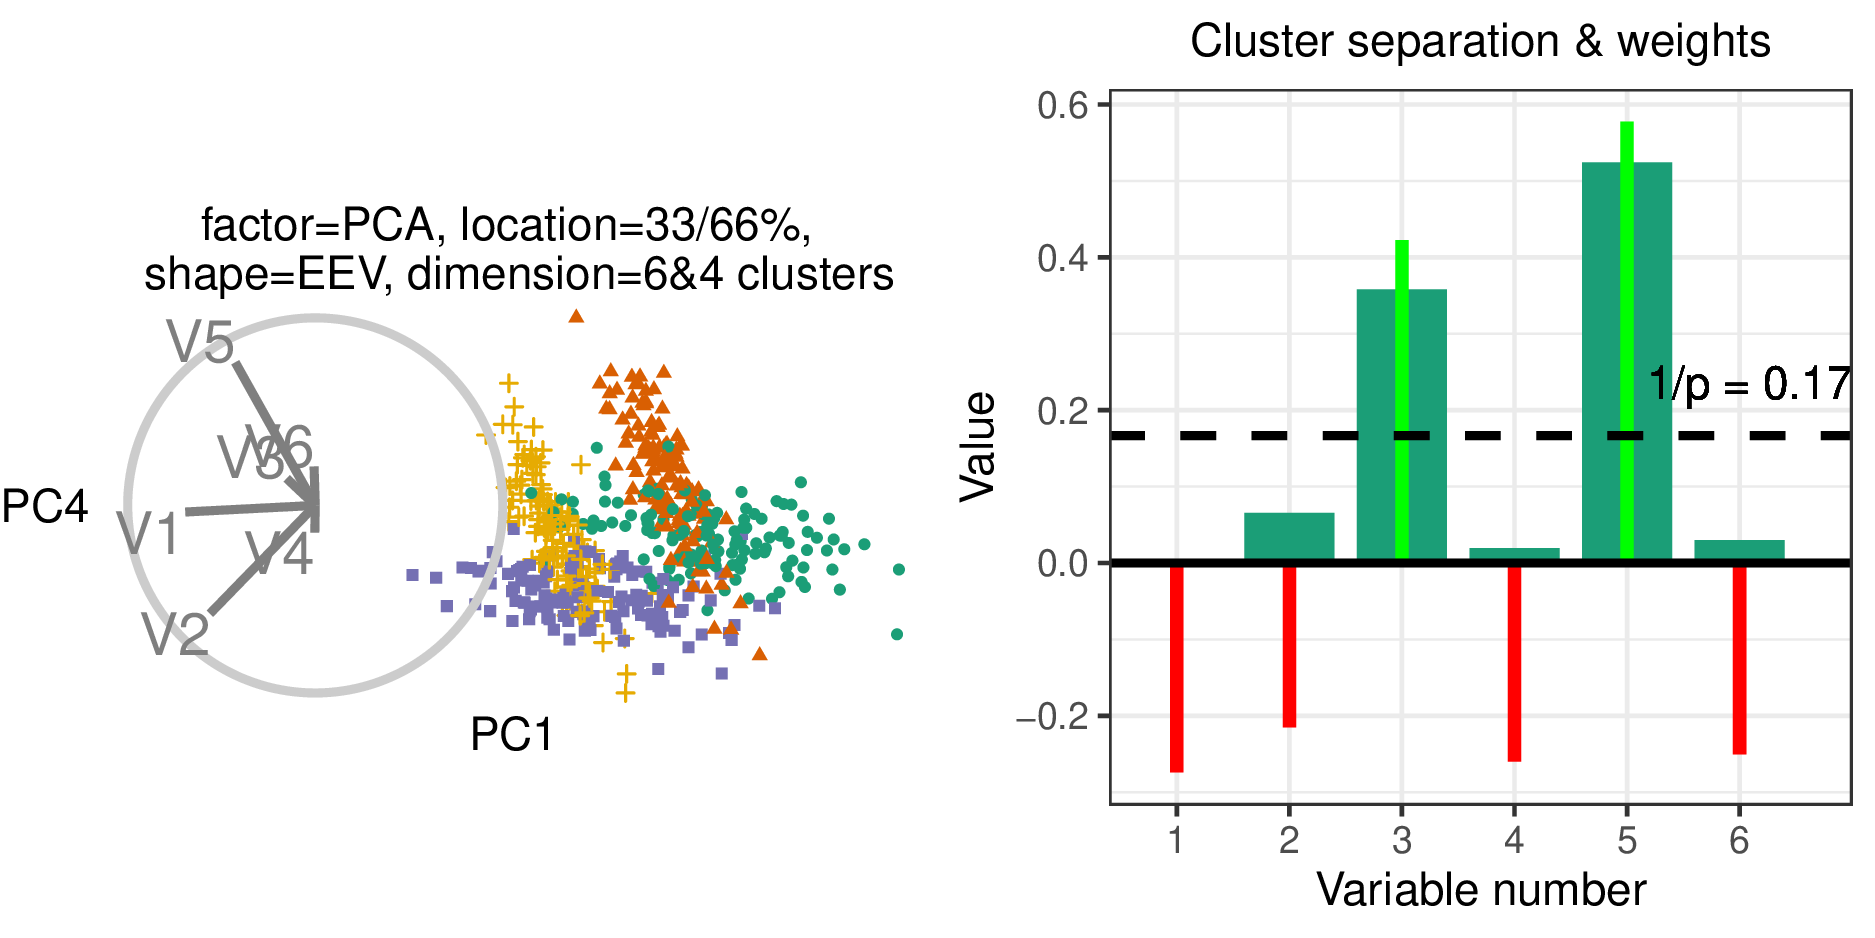 factor=PCA, location=33/66%,
shape=EEV, dimension=6&4 clusters
V5
V6
V3
V1
V4
V2
PC4
PC1
Cluster separation & weights
0.6
0.4
0.2
0.0
−0.2
Value
1/p = 0.17
1 2 3 4 5 6
Variable number